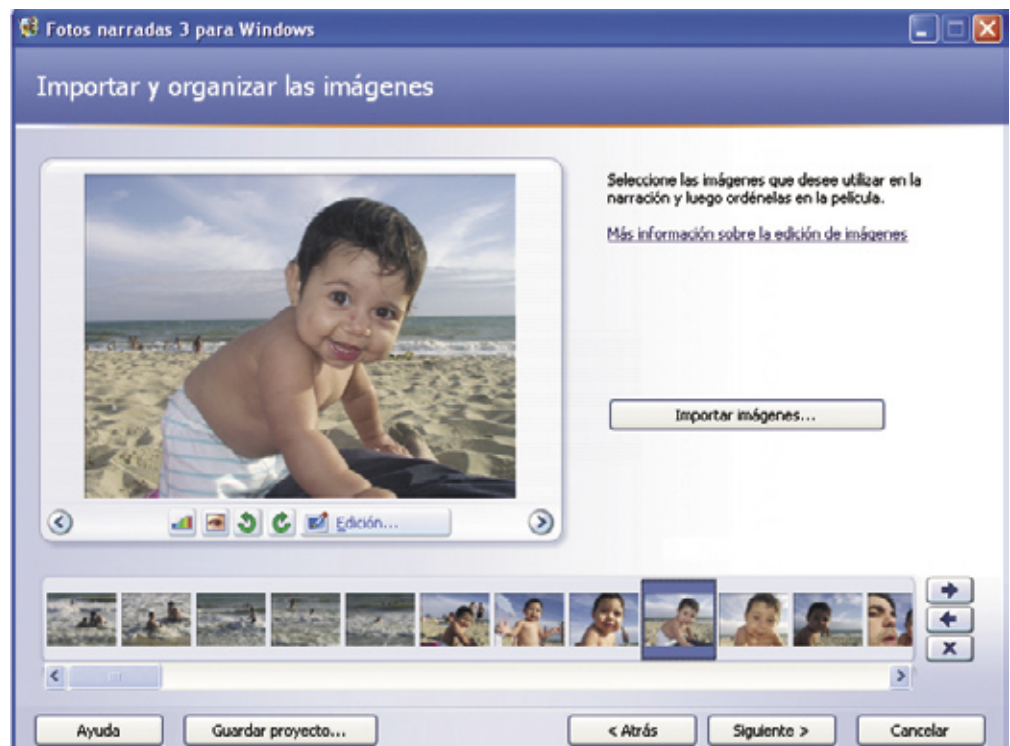 Fotos narradas 3 para Windows
Importar y organizar las imágenes
Seleccione las imágenes que desee utilizar en la
narración y luego ordénelas en la película.
Más información sobre la edición de imágenes
Importar imágenes...
Edición...
Ayuda
Guardar proyecto...
< Atrás
Siguiente >
Cancelar